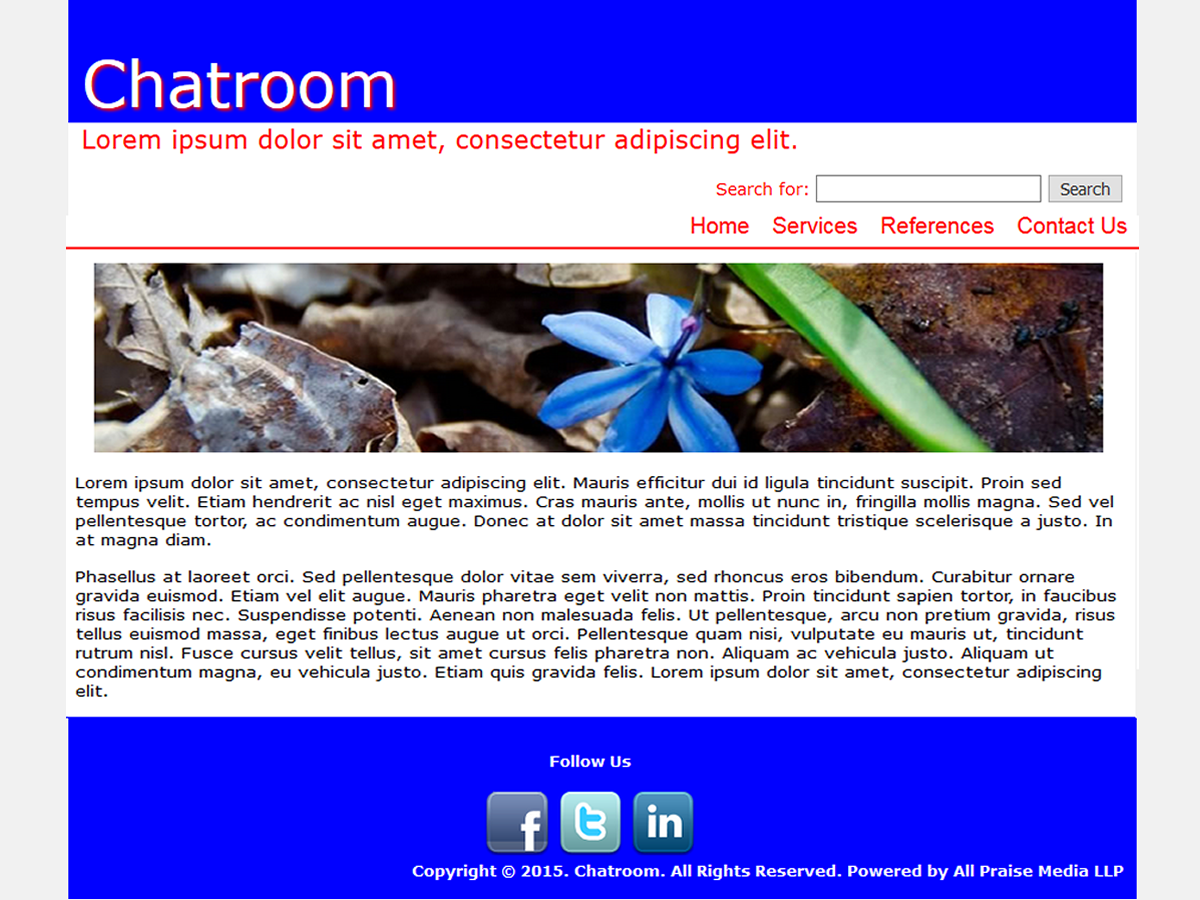 Chatroom
Lorem ipsum dolor sit amet, consectetur adipiscing elit.
Search for: Search
Home Services References Contact Us
Lorem ipsum dolor sit amet, consectetur adipiscing elit. Mauris efficitur dui id ligula tincidunt suscipit. Proin sed
tempus velit. Etiam hendrerit ac nisl eget maximus. Cras mauris ante, mollis ut nunc in, fringilla mollis magna. Sed vel
pellentesque tortor, ac condimentum augue. Donec at dolor sit amet massa tincidunt tristique scelerisque a justo. In
at magna diam.
Phasellus at laoreet orci. Sed pellentesque dolor vitae sem viverra, sed rhoncus eros bibendum. Curabitur ornare
gravida euismod. Etiam vel elit augue. Mauris pharetra eget velit non mattis. Proin tincidunt sapien tortor, in faucibus
risus facilisis nec. Suspendisse potenti. Aenean non malesuada felis. Ut pellentesque, arcu non pretium gravida, risus
tellus euismod massa, eget finibus lectus augue ut orci. Pellentesque quam nisi, vulputate eu mauris ut, tincidunt
rutrum nisl. Fusce cursus velit tellus, sit amet cursus felis pharetra non. Aliquam ac vehicula justo. Aliquam ut
condimentum magna, eu vehicula justo. Etiam quis gravida felis. Lorem ipsum dolor sit amet, consectetur adipiscing
elit.
Follow Us
f t in
Copyright © 2015. Chatroom. All Rights Reserved. Powered by All Praise Media LLP